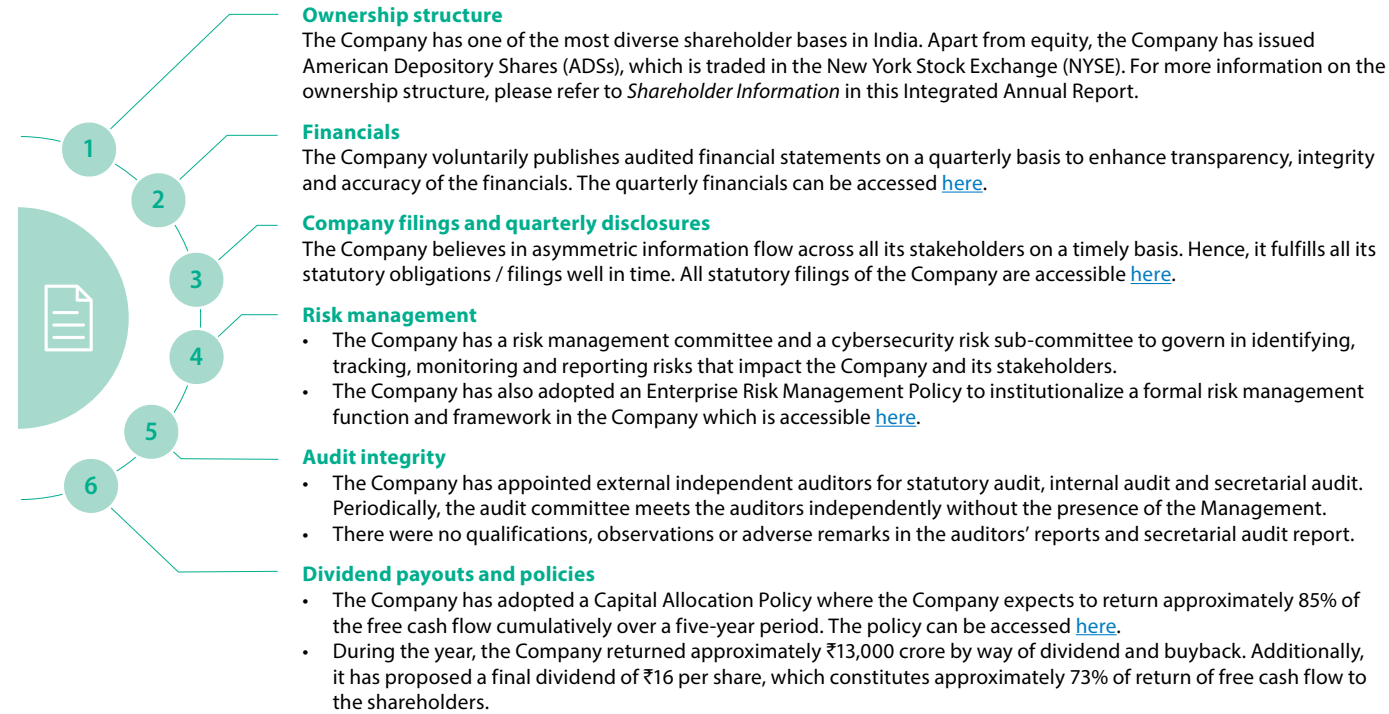 Ownership structure
The Company has one of the most diverse shareholder bases in India. Apart from equity, the Company has issued
American Depository Shares (ADSs), which is traded in the New York Stock Exchange (NYSE). For more information on the
ownership structure, please refer to Shareholder Information in this Integrated Annual Report.
1
Financials
The Company voluntarily publishes audited financial statements on a quarterly basis to enhance transparency, integrity
and accuracy of the financials. The quarterly financials can be accessed here.
2
Company filings and quarterly disclosures
The Company believes in asymmetric information flow across all its stakeholders on a timely basis. Hence, it fulfills all its
statutory obligations / filings well in time. All statutory filings of the Company are accessible here.
3
Risk management
• The Company has a risk management committee and a cybersecurity risk sub-committee to govern in identifying,
tracking, monitoring and reporting risks that impact the Company and its stakeholders.
• The Company has also adopted an Enterprise Risk Management Policy to institutionalize a formal risk management
function and framework in the Company which is accessible here.
4
Audit integrity
• The Company has appointed external independent auditors for statutory audit, internal audit and secretarial audit.
Periodically, the audit committee meets the auditors independently without the presence of the Management.
• There were no qualifications, observations or adverse remarks in the auditors’ reports and secretarial audit report.
5
Dividend payouts and policies
• The Company has adopted a Capital Allocation Policy where the Company expects to return approximately 85% of
the free cash flow cumulatively over a five-year period. The policy can be accessed here.
• During the year, the Company returned approximately ₹13,000 crore by way of dividend and buyback. Additionally,
it has proposed a final dividend of ₹16 per share, which constitutes approximately 73% of return of free cash flow to
the shareholders.
6